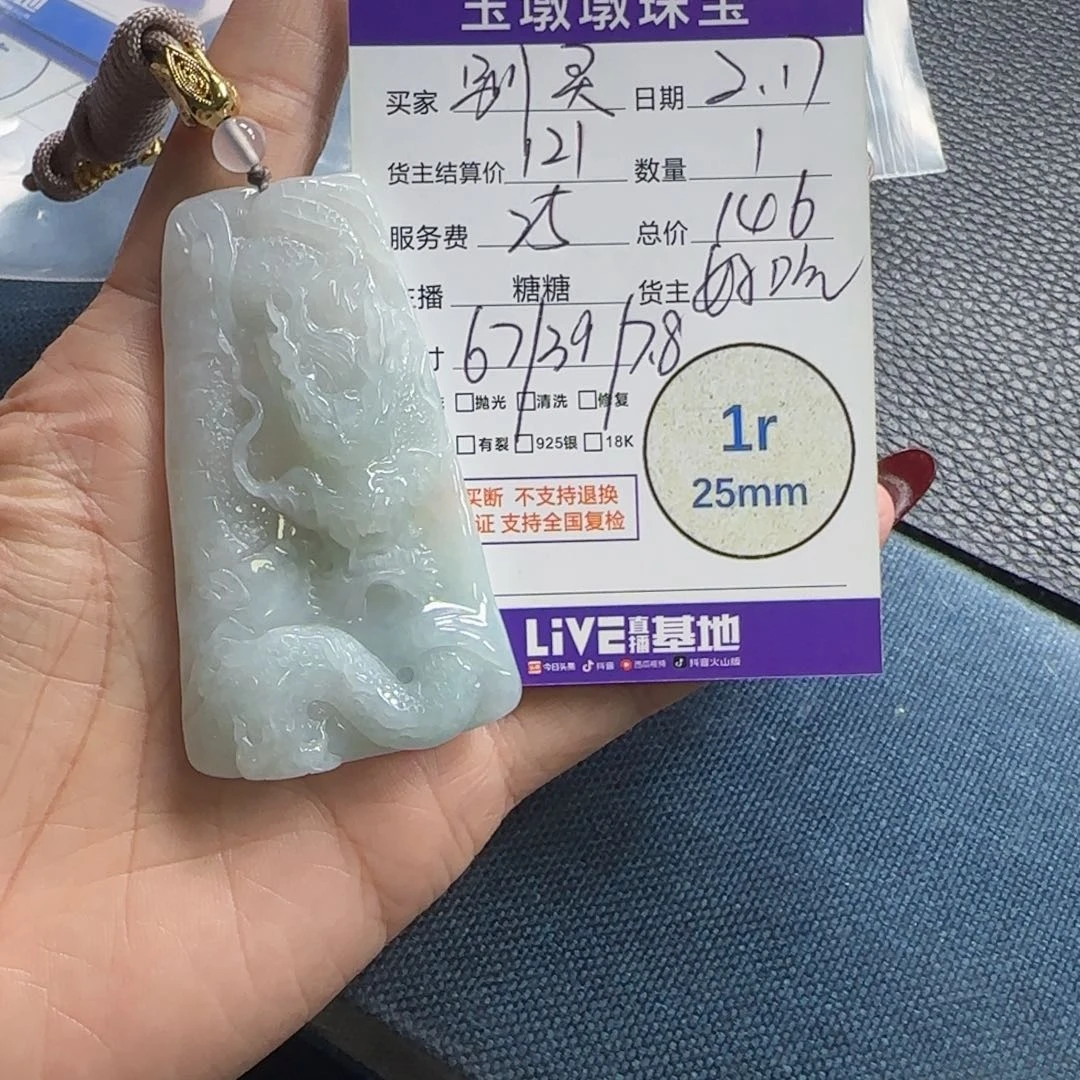 玉墩墩珠宝
买家 别灵 日期 2.17
货主结算价 121 数量 1
服务费 25 总价 146
主播 糖糖 货主
寸 67/39/7.8
抛光 清洗 修复
有裂 925银 18K
买断 不支持退换
证 支持全国复检
1r
25mm
LiVE直播基地
今日头条 抖音 西瓜视频 抖音火山版